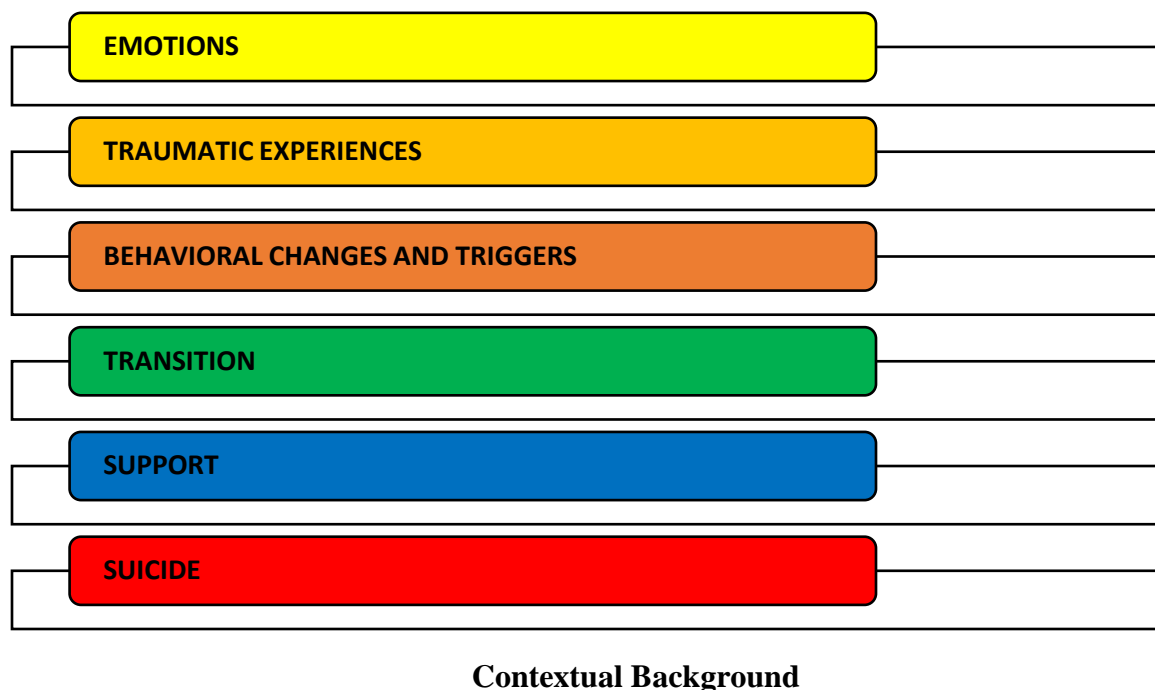 EMOTIONS
TRAUMATIC EXPERIENCES
BEHAVIORAL CHANGES AND TRIGGERS
TRANSITION
SUPPORT
SUICIDE
Contextual Background